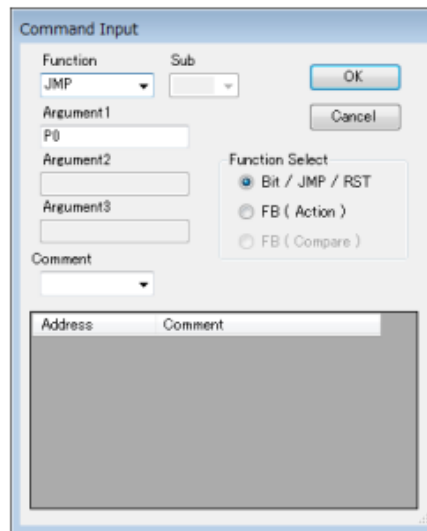 Command Input
Function Sub
JMP
OK
Argument1
P0
Cancel
Argument2
Function Select
Bit / JMP / RST
Argument3
FB ( Action )
FB ( Compare )
Comment
Address Comment